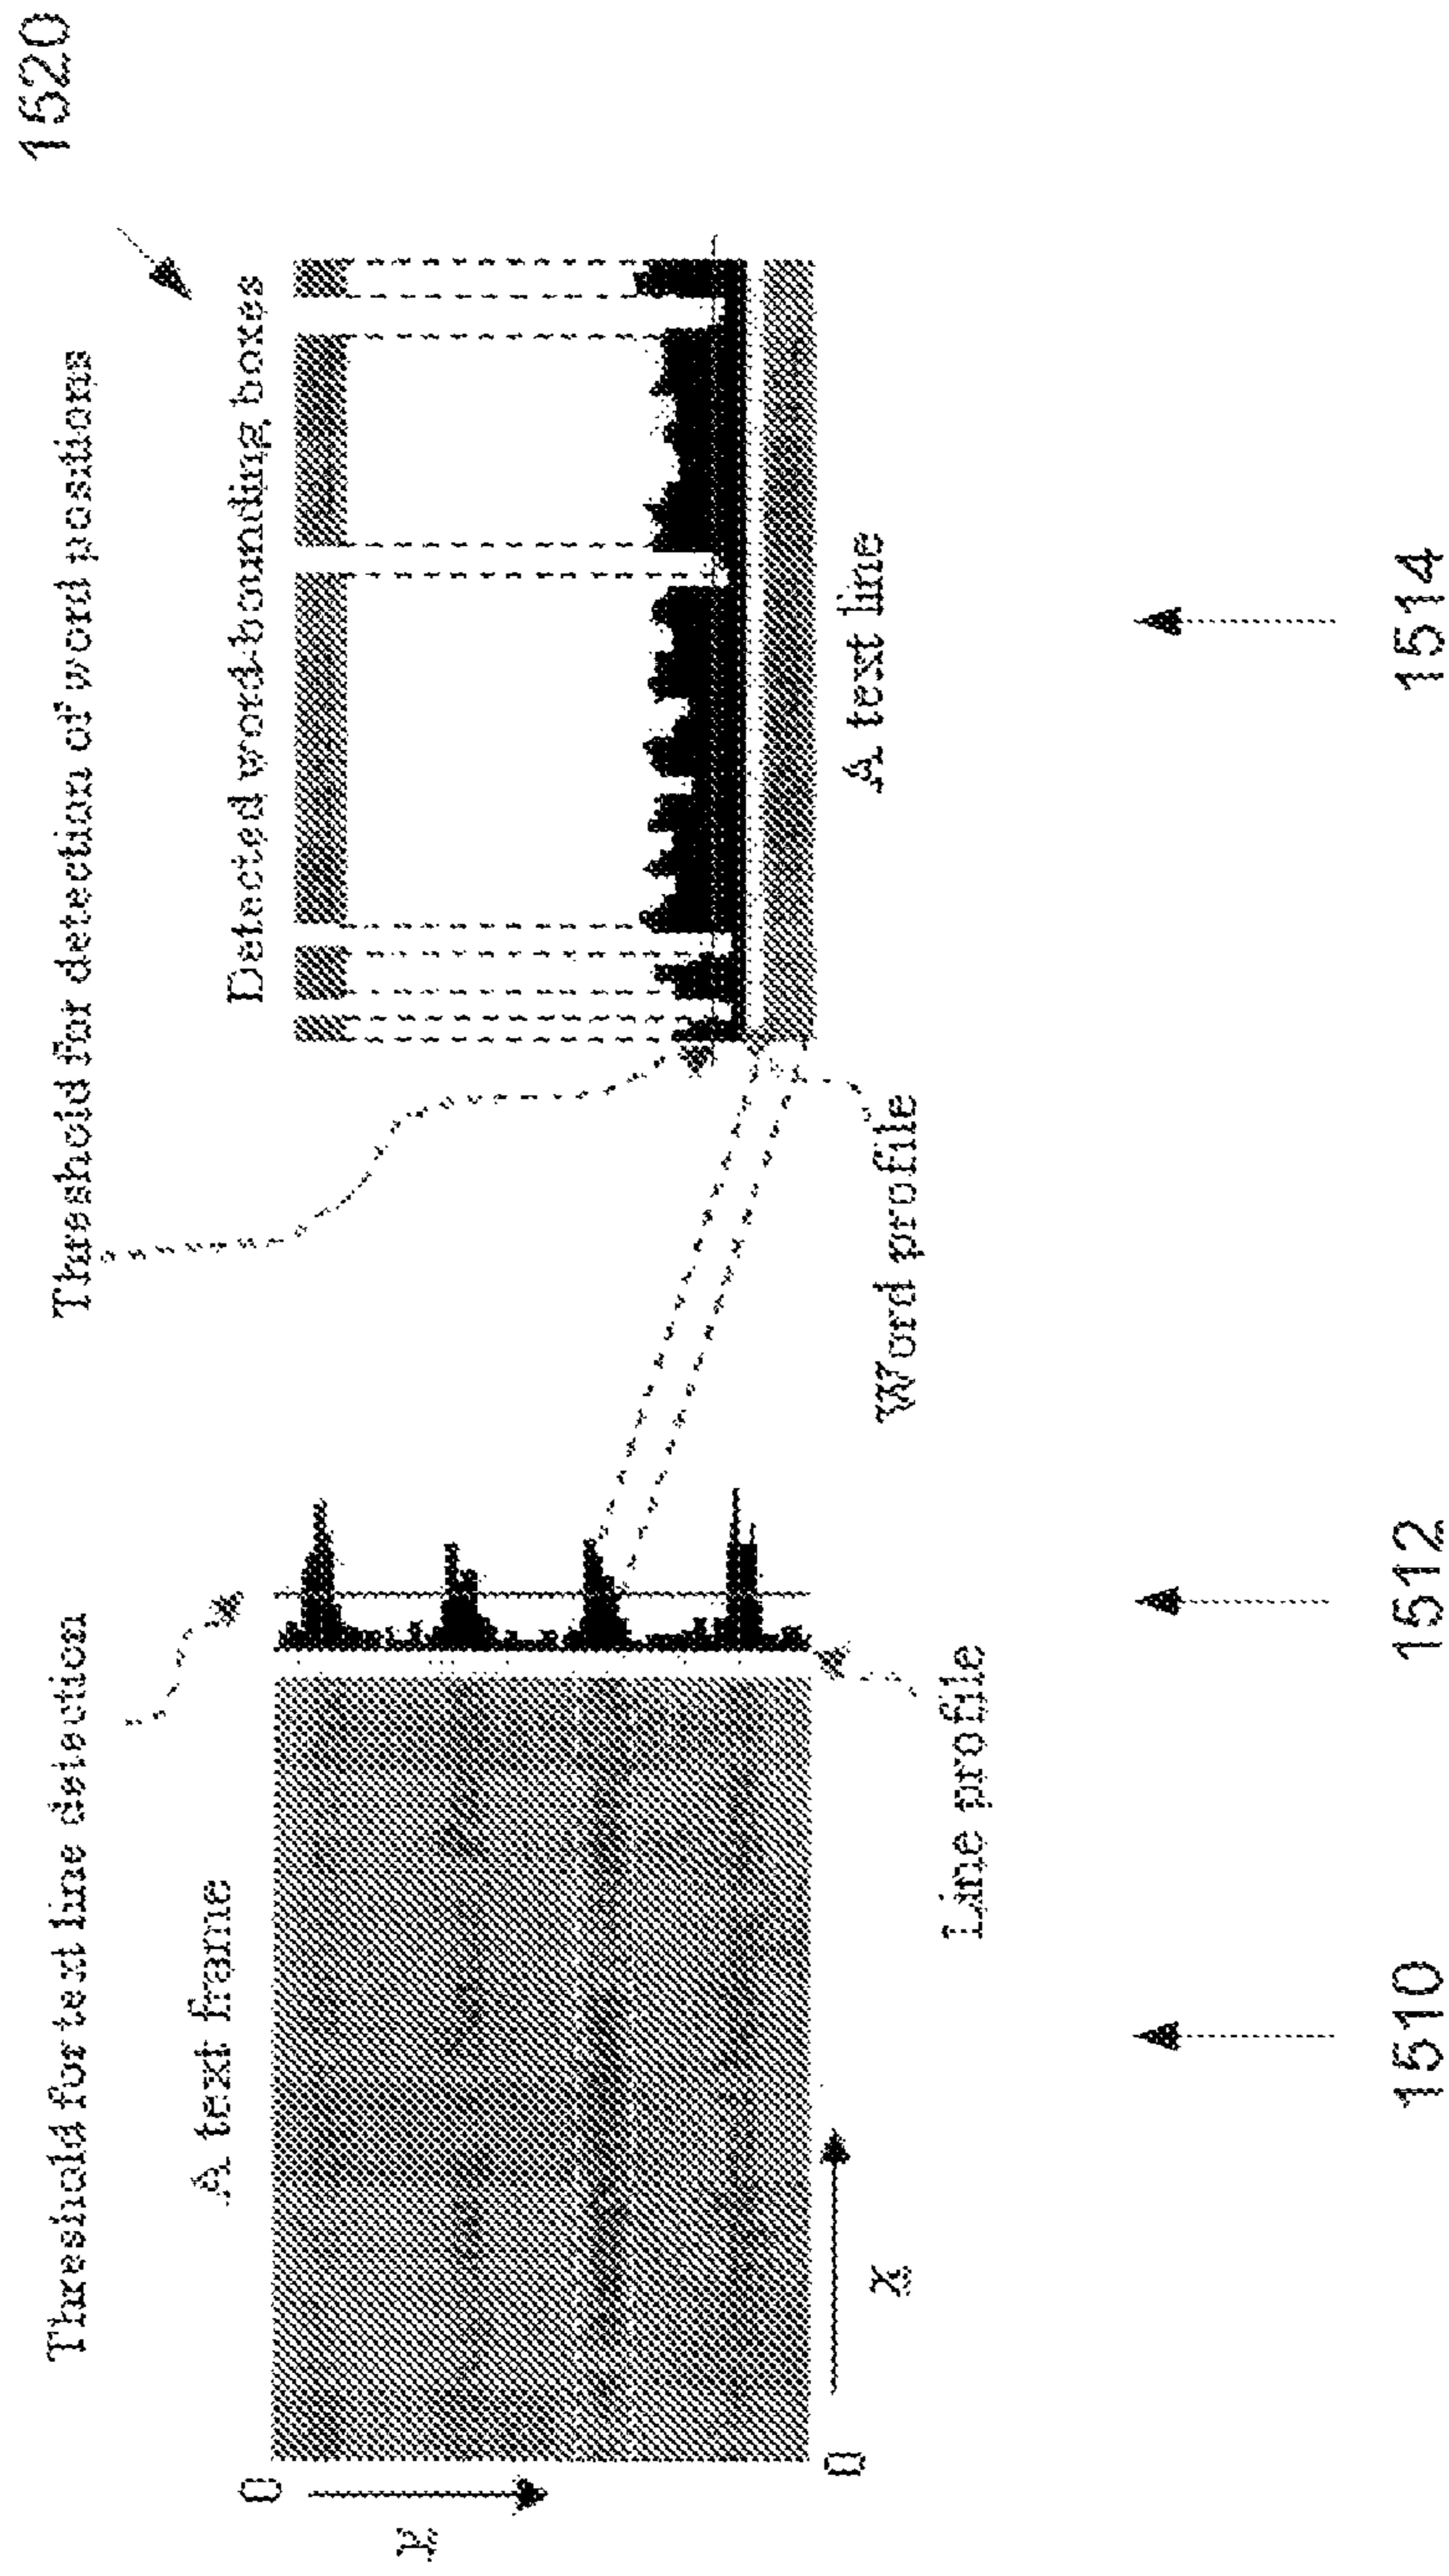 Threshold for text line detection
Threshold for detection of word positions
1520
A text frame
Detected word-bounding boxes
0
y
0
x
Line profile
Word profile
A text line
1510
1512
1514